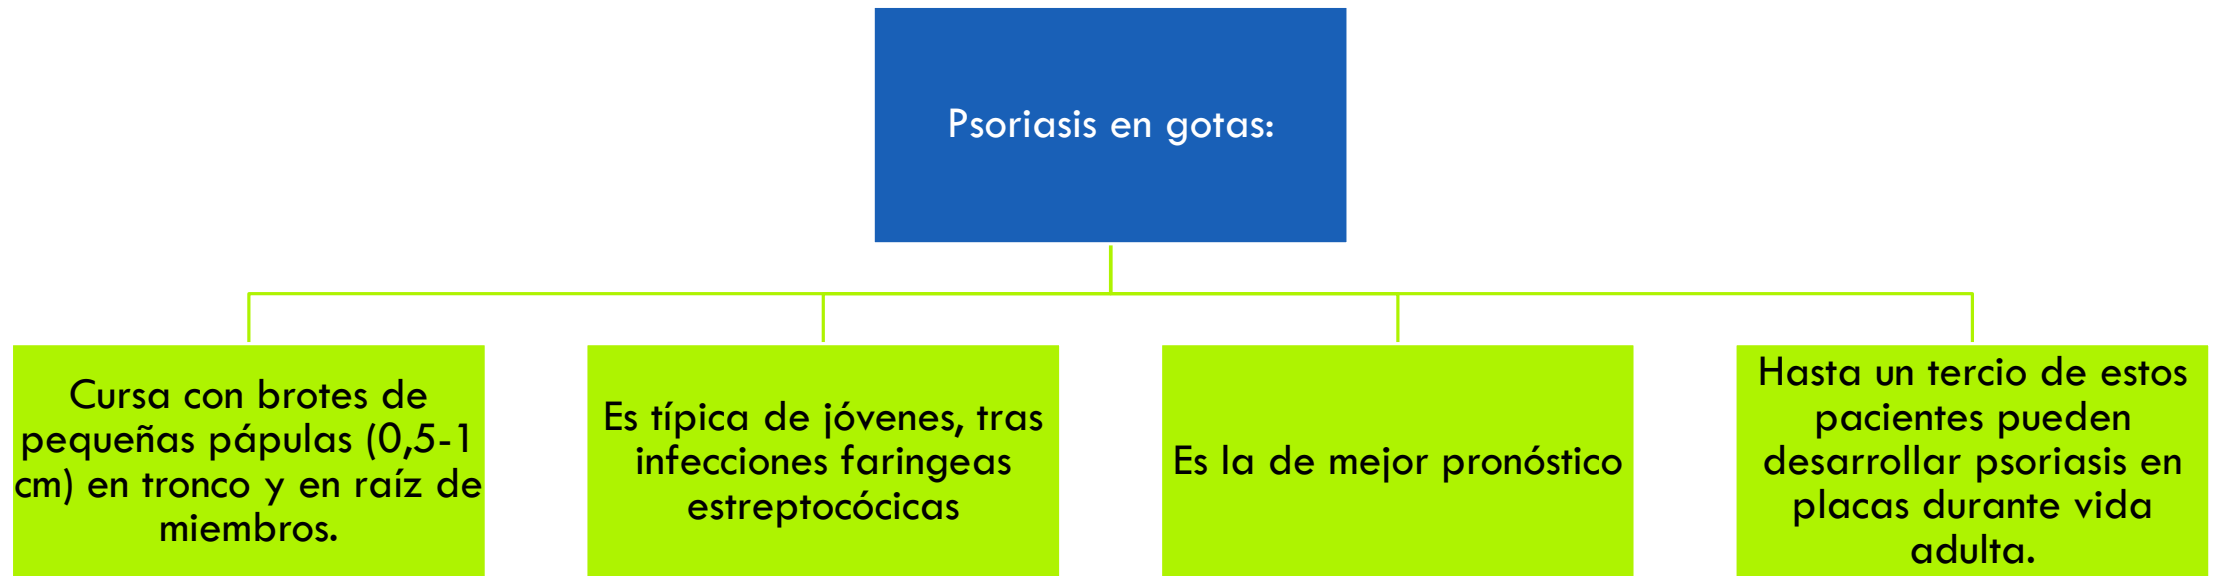 Psoriasis en gotas:
Cursa con brotes de
pequeñas pápulas (0,5-1
cm) en tronco y en raíz de
miembros.
Es típica de jóvenes, tras
infecciones faringeas
estreptocócicas
Es la de mejor pronóstico
Hasta un tercio de estos
pacientes pueden
desarrollar psoriasis en
placas durante vida
adulta.